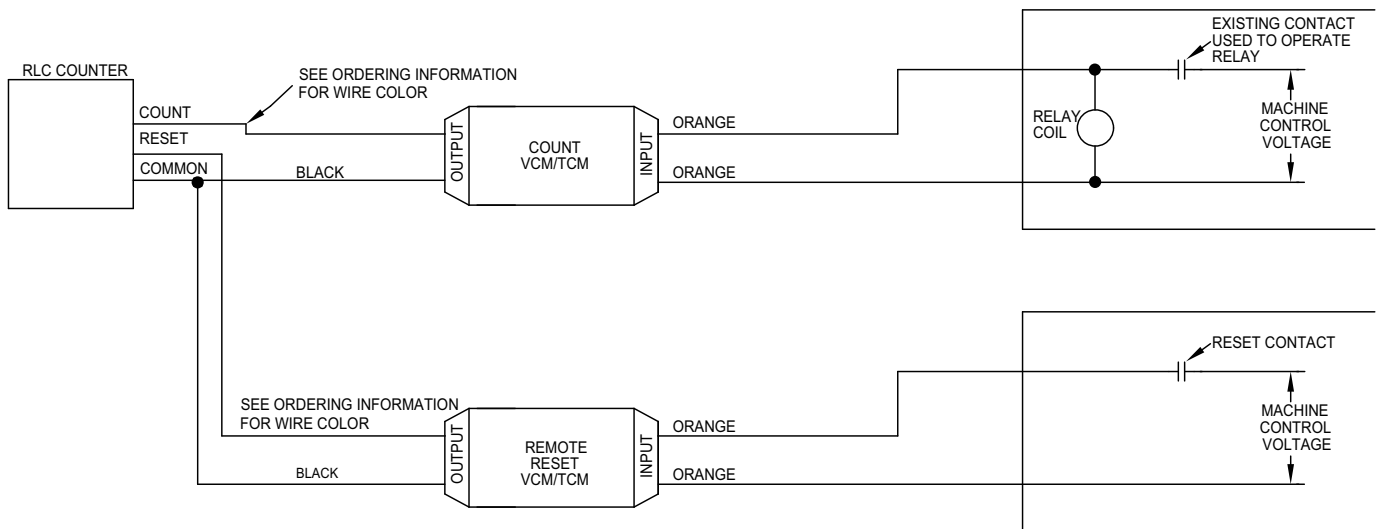 EXISTING CONTACT
USED TO OPERATE
RELAY
RLC COUNTER
SEE ORDERING INFORMATION
FOR WIRE COLOR
COUNT
RESET
COMMON
BLACK
OUTPUT
COUNT
VCM/TCM
INPUT
ORANGE
ORANGE
RELAY
COIL
MACHINE
CONTROL
VOLTAGE
RESET CONTACT
SEE ORDERING INFORMATION
FOR WIRE COLOR
BLACK
OUTPUT
REMOTE
RESET
VCM/TCM
INPUT
ORANGE
ORANGE
MACHINE
CONTROL
VOLTAGE